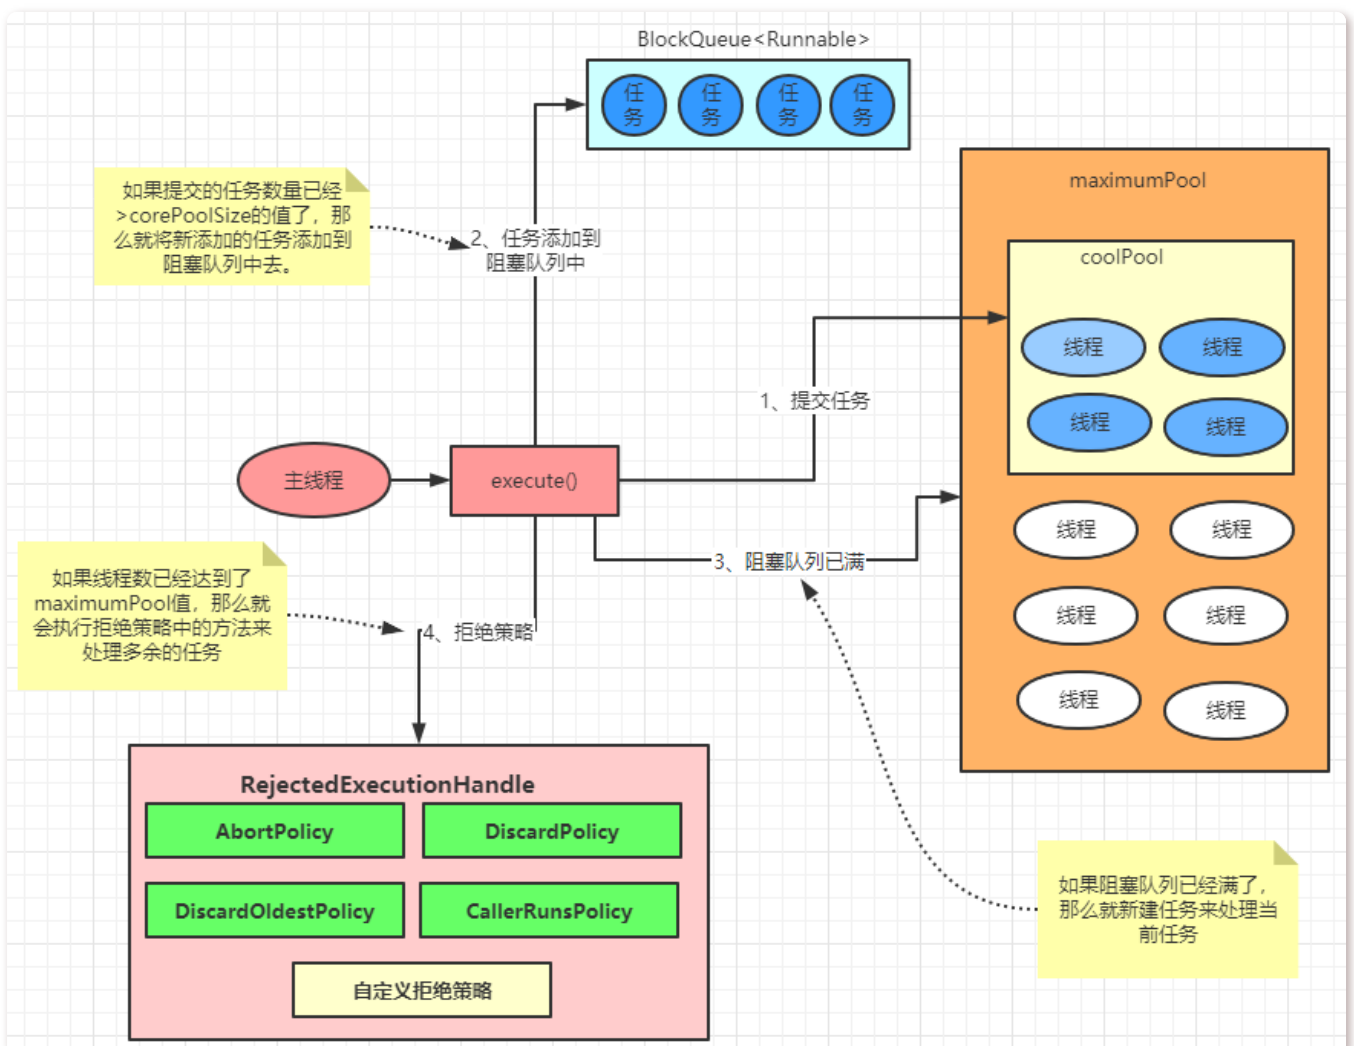 BlockQueue<Runnable>
任
务
任
务
任
务
任
务
如果提交的任务数量已经
>corePoolSize的值了，那
么就将新添加的任务添加到
阻塞队列中去。
2、任务添加到
阻塞队列中
maximumPool
coolPool
线程
线程
线程
线程
1、提交任务
主线程
execute()
线程
线程
3、阻塞队列已满
如果线程数已经达到了
maximumPool值，那么就
会执行拒绝策略中的方法来
处理多余的任务
4、拒绝策略
线程
线程
线程
线程
RejectedExecutionHandle
AbortPolicy
DiscardPolicy
DiscardOldestPolicy
CallerRunsPolicy
自定义拒绝策略
如果阻塞队列已经满了，
那么就新建任务来处理当
前任务